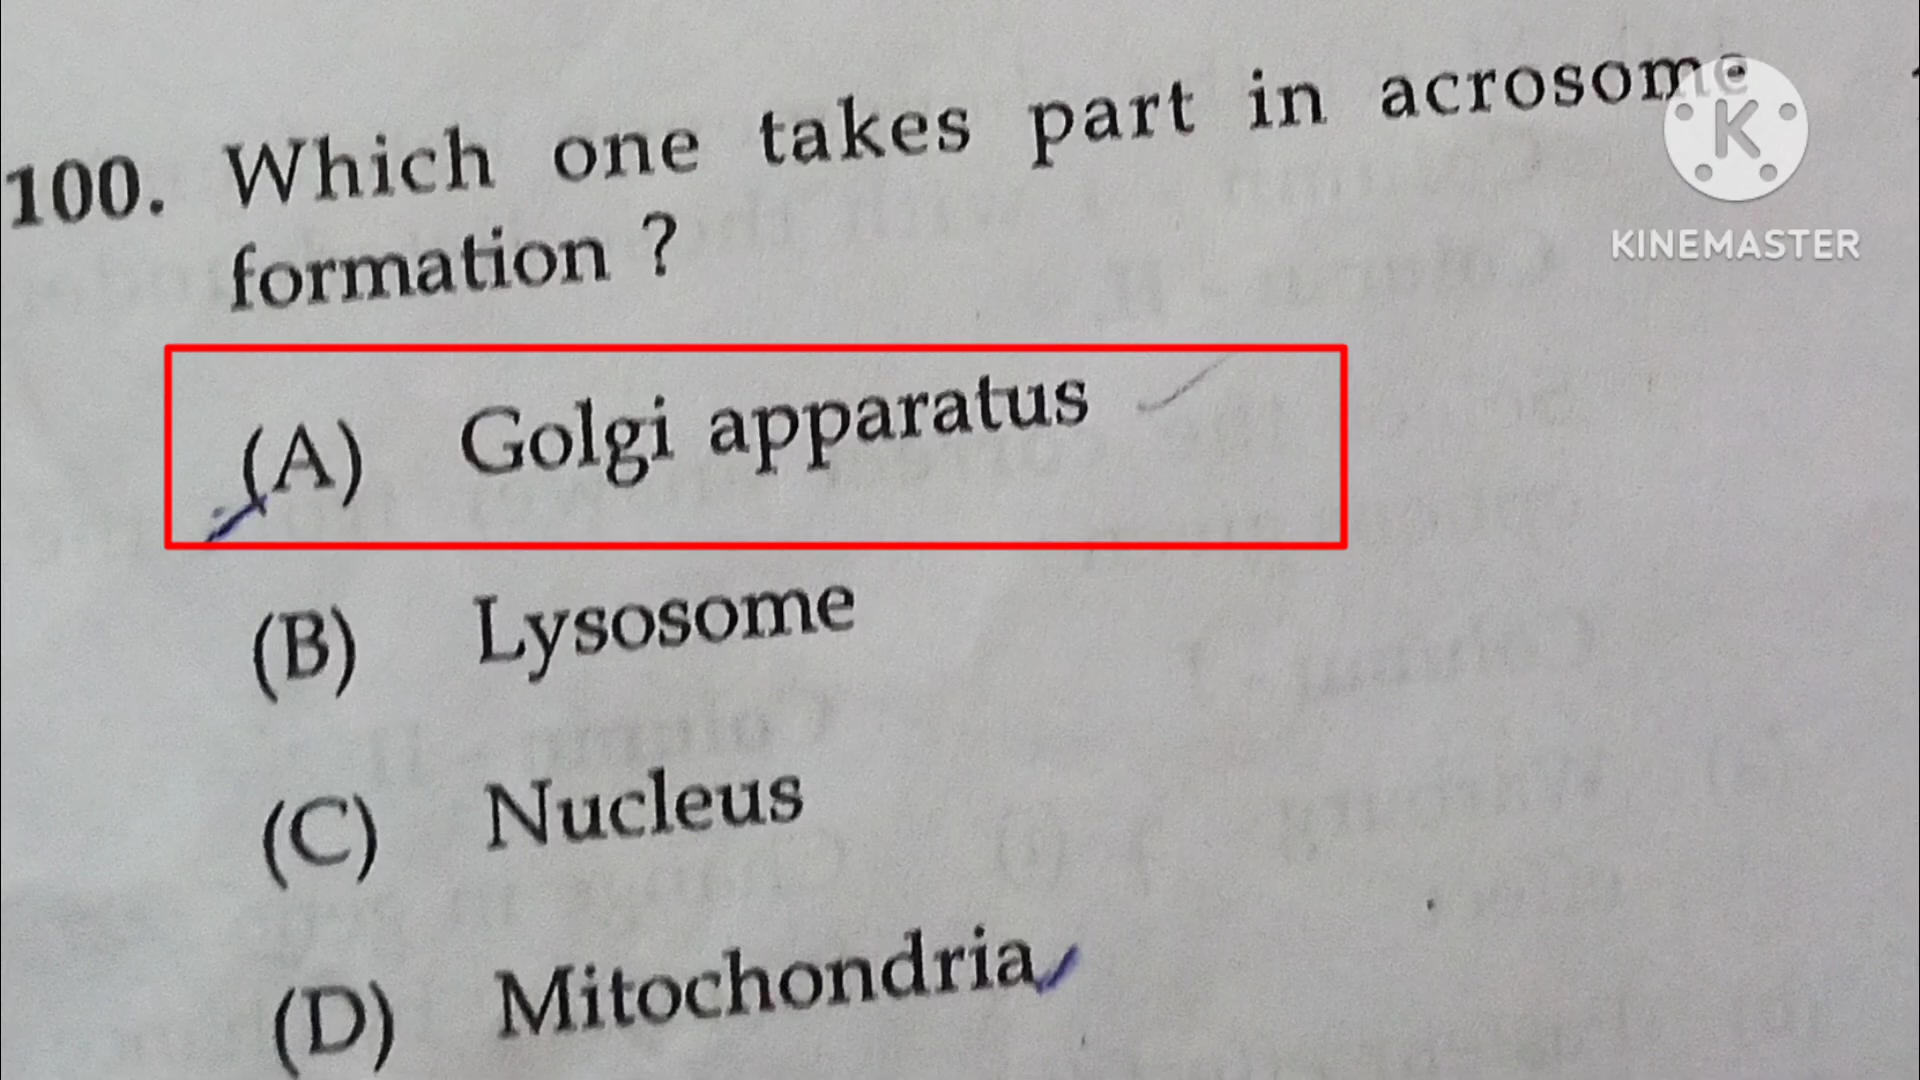 100. Which one takes part in acrosome
formation ?
(A) Golgi apparatus
(B) Lysosome
(C) Nucleus
(D) Mitochondria
K
KINEMASTER